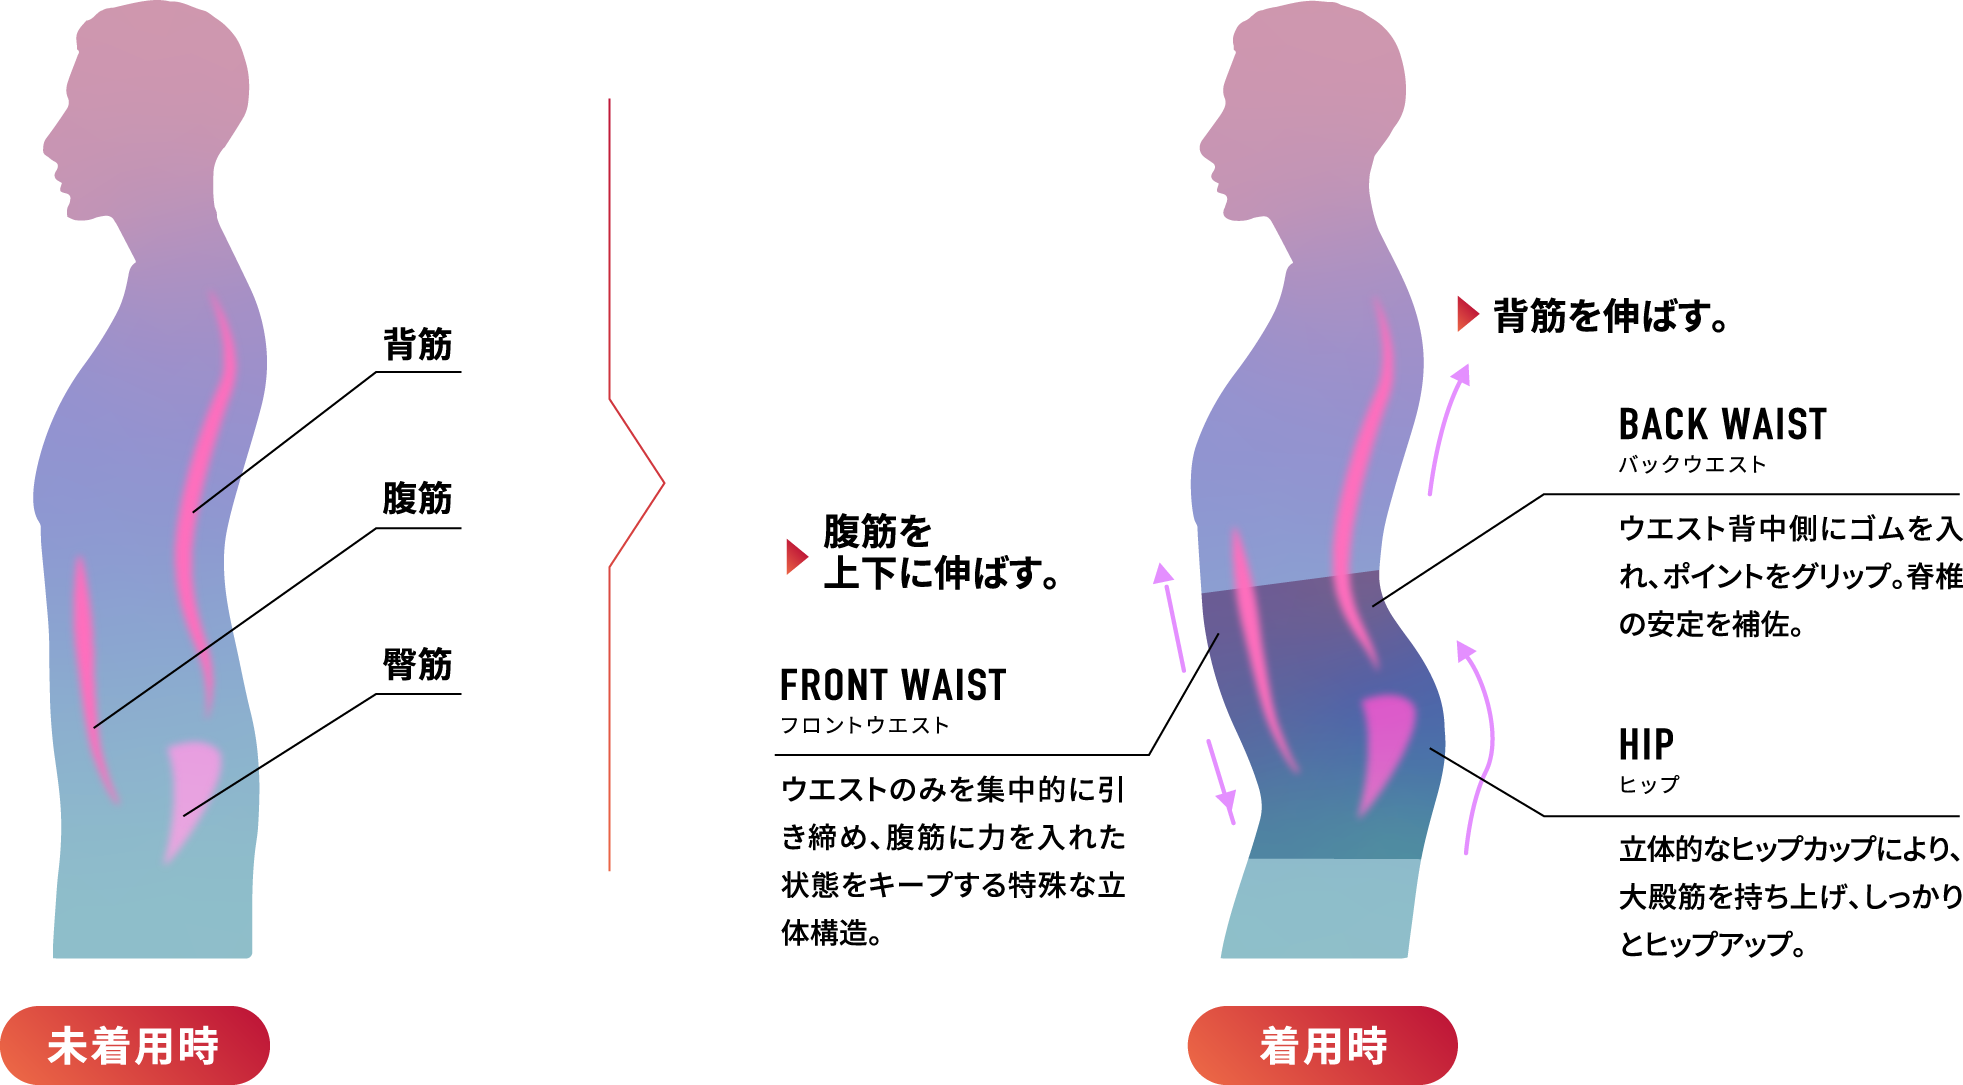 背筋
腹筋
臀筋
未着用時
腹筋を
上下に伸ばす。
FRONT WAIST
フロントウエスト
ウエストのみを集中的に引
き締め、腹筋に力を入れた
状態をキープする特殊な立
体構造。
背筋を伸ばす。
BACK WAIST
バックウエスト
ウエスト背中側にゴムを入
れ、ポイントをグリップ。脊椎
の安定を補佐。
HIP
ヒップ
立体的なヒップカップにより、
大殿筋を持ち上げ、しっかり
とヒップアップ。
着用時